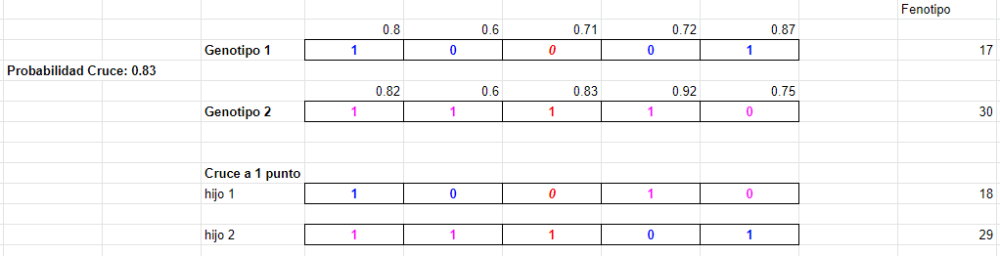 Fenotipo
0.8 0.6 0.71 0.72 0.87
Genotipo 1 1 0 0 0 1 17
Probabilidad Cruce: 0.83
0.82 0.6 0.83 0.92 0.75
Genotipo 2 1 1 1 1 0 30
Cruce a 1 punto
hijo 1 1 0 0 1 0 18
hijo 2 1 1 1 0 1 29